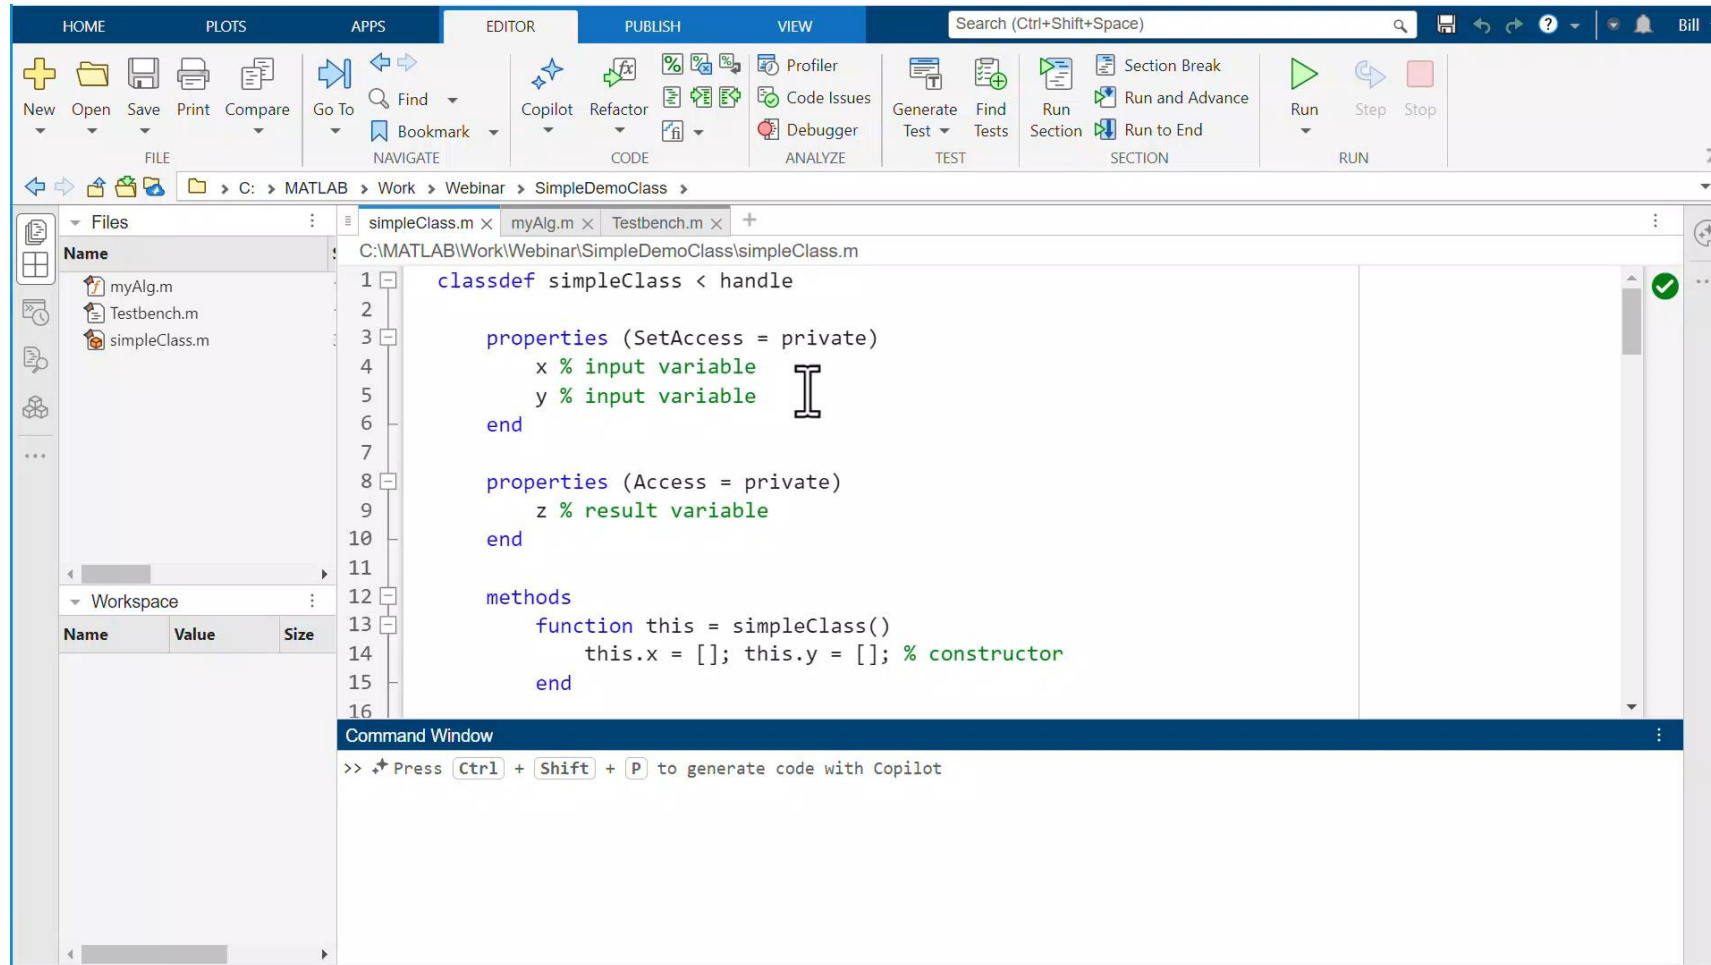 HOME PLOTS APPS EDITOR PUBLISH VIEW Search (Ctrl+Shift+Space) Bill
New Open Save Print Compare
FILE
Go To Find Bookmark
NAVIGATE
Copilot Refactor
CODE
Profiler
Code Issues
Debugger
ANALYZE
Generate Test Find Tests
TEST
Run Section
Section Break
Run and Advance
Run to End
SECTION
Run Step Stop
RUN
C: MATLAB Work Webinar SimpleDemoClass
Files
Name
myAlg.m
Testbench.m
simpleClass.m
Workspace
Name Value Size
simpleClass.m myAlg.m Testbench.m
C:\MATLAB\Work\Webinar\SimpleDemoClass\simpleClass.m
1 classdef simpleClass < handle
2
3 properties (SetAccess = private)
4 x % input variable
5 y % input variable
6 end
7
8 properties (Access = private)
9 z % result variable
10 end
11
12 methods
13 function this = simpleClass()
14 this.x = []; this.y = []; % constructor
15 end
16
Command Window
>> Press Ctrl + Shift + P to generate code with Copilot